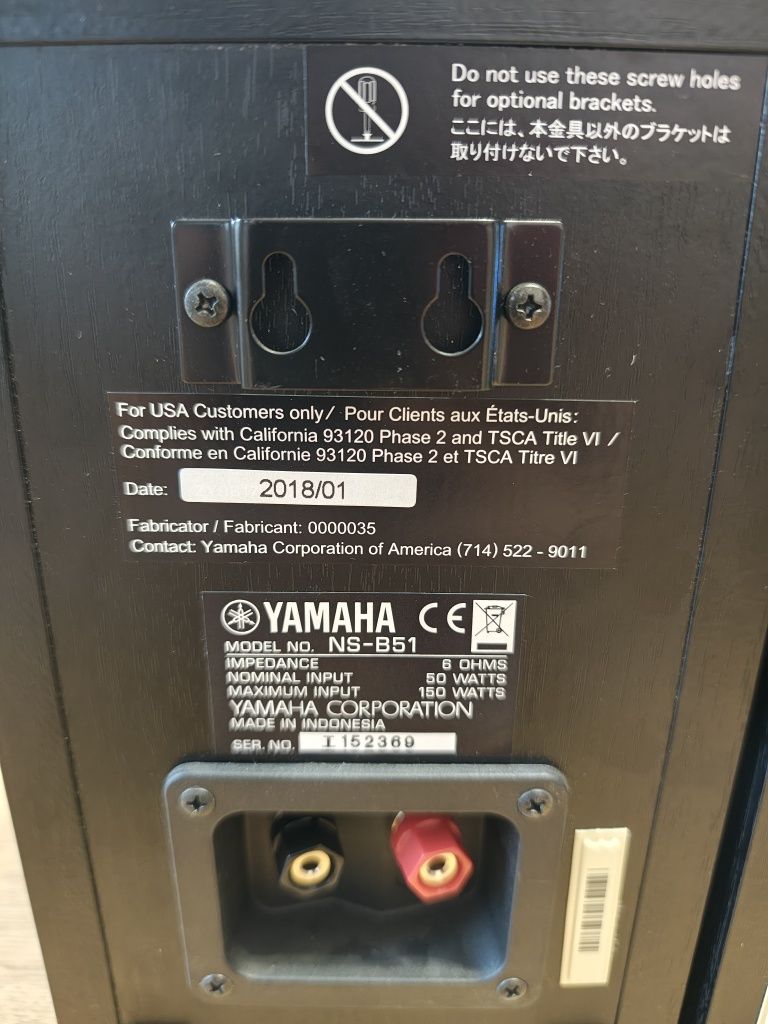 Do not use these screw holes
for optional brackets.
ここには、本金具以外のブラケットは
取り付けないで下さい。
For USA Customers only / Pour Clients aux États-Unis:
Complies with California 93120 Phase 2 and TSCA Title VI /
Conforme en Californie 93120 Phase 2 et TSCA Titre VI
Date: 2018/01
Fabricator / Fabricant: 0000035
Contact: Yamaha Corporation of America (714) 522 - 9011
YAMAHA CE
MODEL NO. NS-B51
IMPEDANCE 6 OHMS
NOMINAL INPUT 50 WATTS
MAXIMUM INPUT 150 WATTS
YAMAHA CORPORATION
MADE IN INDONESIA
SER. NO. I 152369